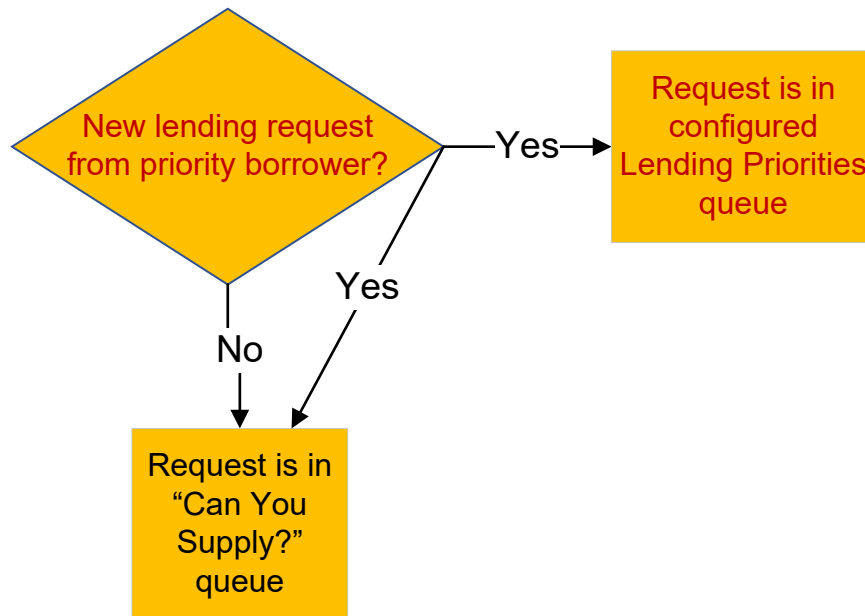 New lending request
from priority borrower?
Yes
Request is in
configured
Lending Priorities
queue
Yes
No
Request is in
“Can You
Supply?”
queue